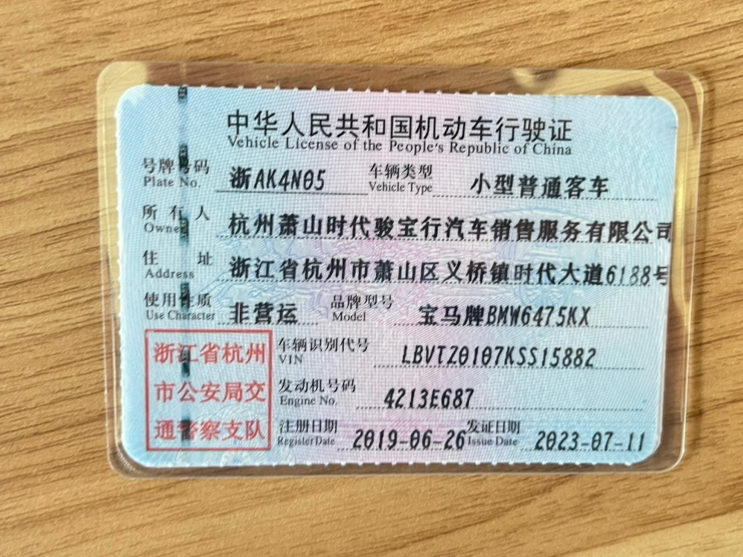 中华人民共和国机动车行驶证
Vehicle License of the People's Republic of China
号牌号码 浙AK4N05 车辆类型 小型普通客车
Plate No. Vehicle Type
所有人 杭州萧山时代骏宝行汽车销售服务有限公司
Owner
住址 浙江省杭州市萧山区义桥镇时代大道6188号
Address
使用性质 非营运 品牌型号 宝马牌BMW6475KX
Use Character Model
浙江省杭州 车辆识别代号 LBVTZ0107KSS15882
VIN
市公安局交 发动机号码 4213E687
Engine No.
通警察支队 注册日期 2019-06-26 发证日期 2023-07-11
Register Date Issue Date